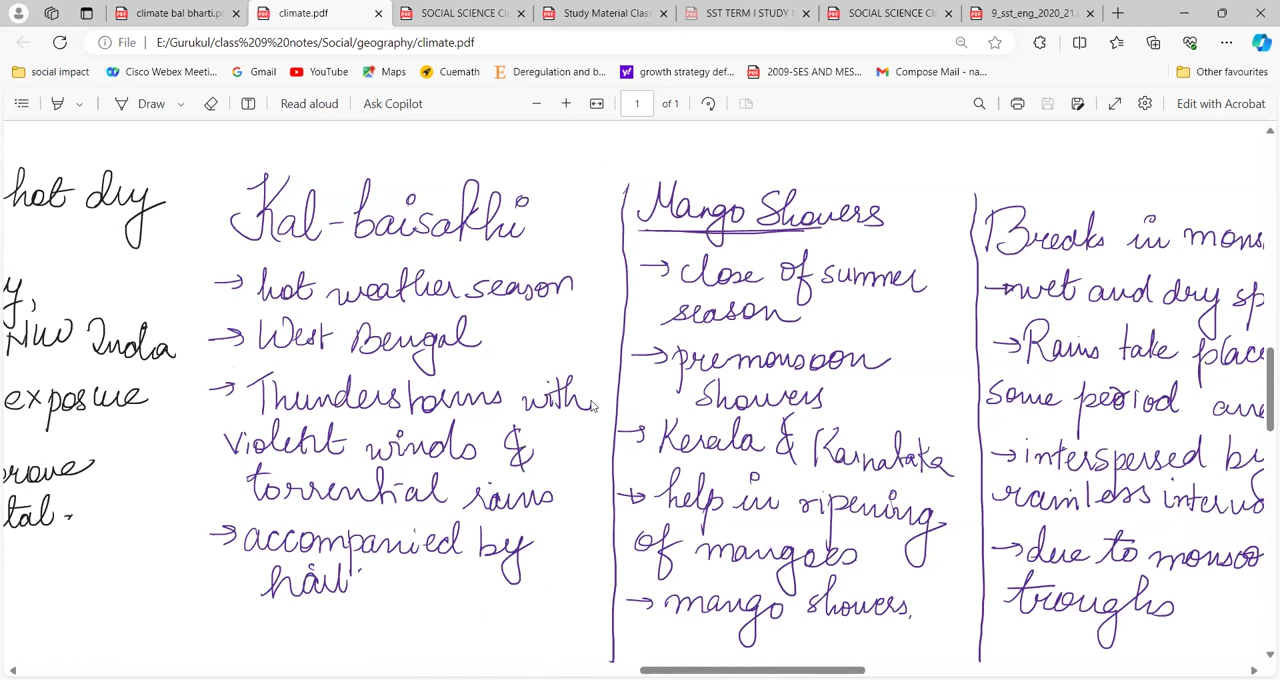 climate bal bharti.p
climate.pdf
SOCIAL SCIENCE Cl
Study Material Class
SST TERM I STUDY M
SOCIAL SCIENCE Cl
9_sst_eng_2020_21.
File
E:/Gurukul/class%209%20notes/Social/geography/climate.pdf
social impact
Cisco Webex Meeti...
Gmail
YouTube
Maps
Cuemath
Deregulation and b...
growth strategy def...
2009-SES AND MES...
Compose Mail - na...
Other favourites
Draw
Read aloud
Ask Copilot
1 of 1
Edit with Acrobat
hot dry
y,
NW India
exposure
prove
tal.
Kal-baisakhi
→ hot weather season
→ West Bengal
→ Thunderstorms with
violent winds &
torrential rains
→ accompanied by
hail.
Mango Showers
→ close of summer
season
→ premonsoon
showers
→ Kerala & Karnataka
→ help in ripening
of mangoes
→ mango showers.
Breaks in mons
→ wet and dry sp
→ Rains take plac
some period
→ interspersed by
rainless interva
→ due to monsoo
troughs